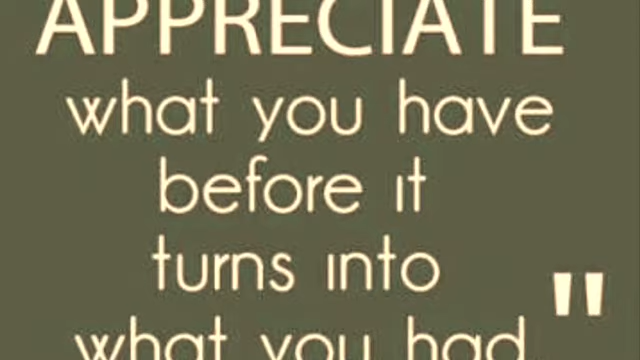 APPRECIATE
what you have
before it
turns into
what you had "